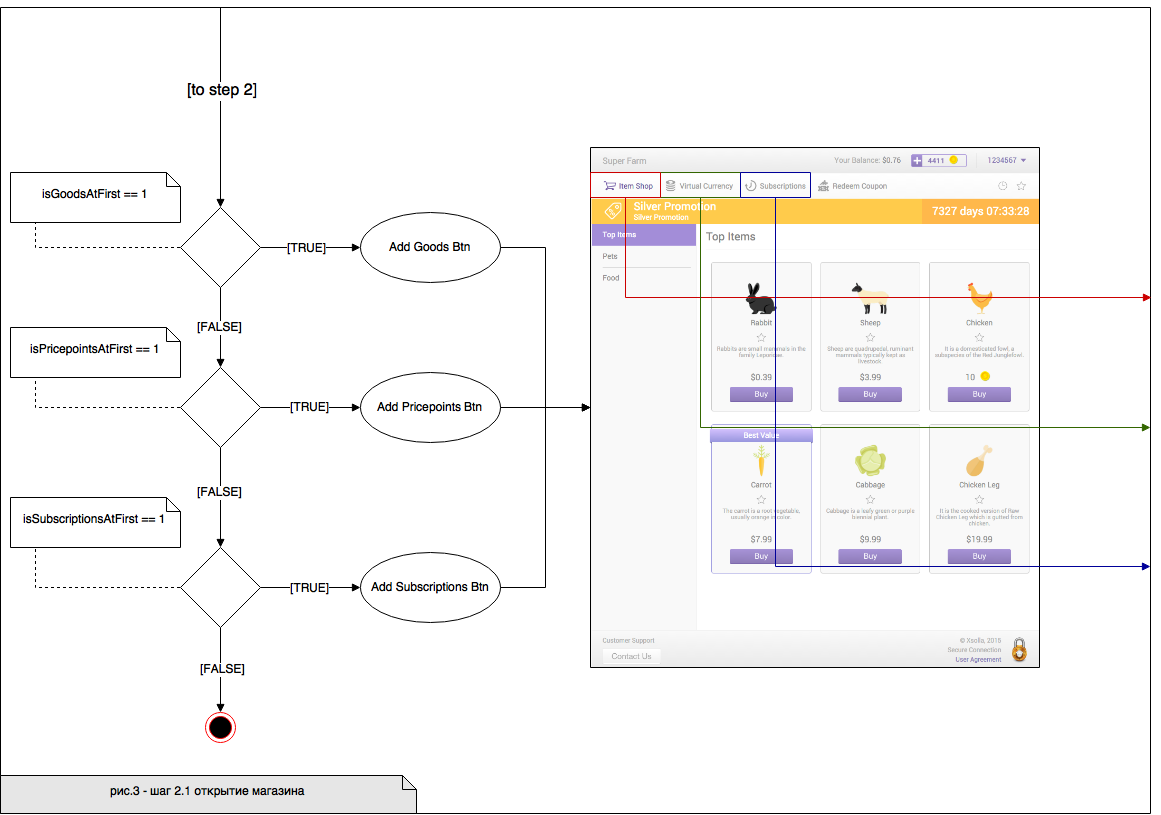 [to step 2]
isGoodsAtFirst == 1
[TRUE]
Add Goods Btn
[FALSE]
isPricepointsAtFirst == 1
[TRUE]
Add Pricepoints Btn
[FALSE]
isSubscriptionsAtFirst == 1
[TRUE]
Add Subscriptions Btn
[FALSE]
рис.3 - шаг 2.1 открытие магазина
Super Farm
Your Balance: $0.76
4411
1234567
Item Shop
Virtual Currency
Subscriptions
Redeem Coupon
Silver Promotion
Silver Promotion
7327 days 07:33:28
Top Items
Pets
Food
Top Items
Rabbit
Rabbits are small mammals in the
family Leporidae.
$0.39
Buy
Sheep
Sheep are quadrupedal, ruminant
mammals typically kept as
livestock.
$3.99
Buy
Chicken
It is a domesticated fowl, a
subspecies of the Red Junglefowl.
10
Buy
Best Value
Carrot
The carrot is a root vegetable,
usually orange in color.
$7.99
Buy
Cabbage
Cabbage is a leafy green or purple
biennial plant.
$9.99
Buy
Chicken Leg
It is the cooked version of Raw
Chicken Leg which is gutted from
chicken.
$19.99
Buy
Customer Support
Contact Us
© Xsolla, 2015
Secure Connection
User Agreement